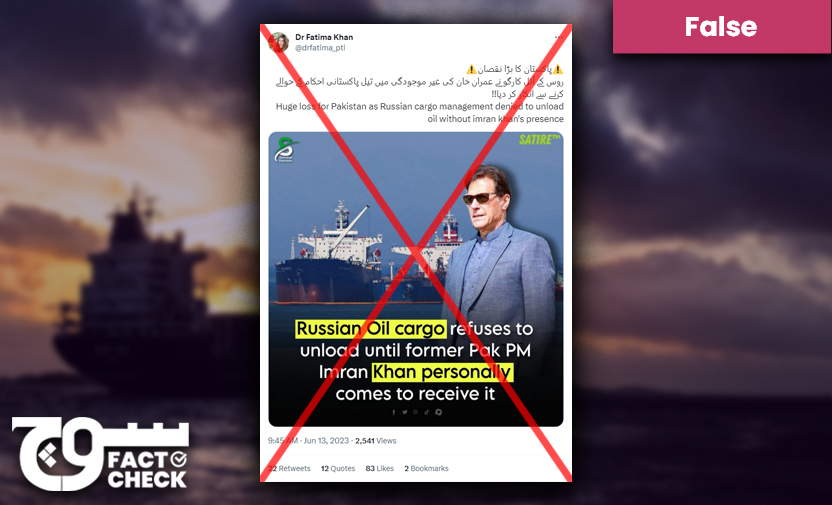 False
Dr Fatima Khan
@drfatima_pti
⚠️پاکستان کا بڑا نقصان⚠️
روس کے آئل کارگو نے عمران خان کی غیر موجودگی میں تیل پاکستانی احکام کے حوالے
کرنے سے انکار کر دیا!!!
Huge loss for Pakistan as Russian cargo management denied to unload
oil without imran khan's presence
SATIRE™
Russian Oil cargo refuses to
unload until former Pak PM
Imran Khan personally
comes to receive it
9:45 AM · Jun 13, 2023 · 2,541 Views
22 Retweets 12 Quotes 83 Likes 2 Bookmarks
FACT
CHECK